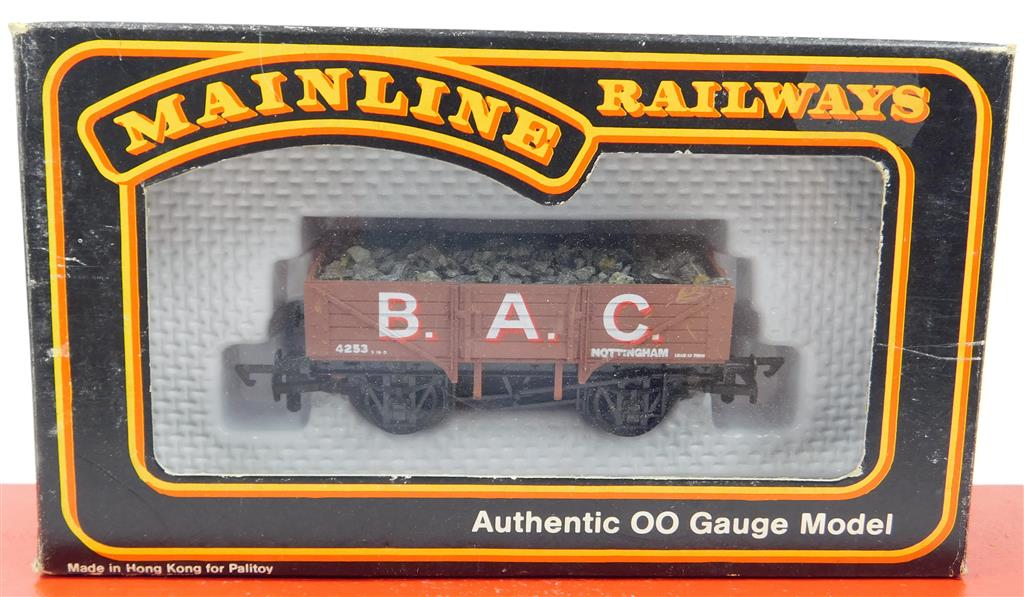 MAINLINE RAILWAYS
B. A. C.
4253
NOTTINGHAM
Authentic OO Gauge Model
Made in Hong Kong for Palitoy